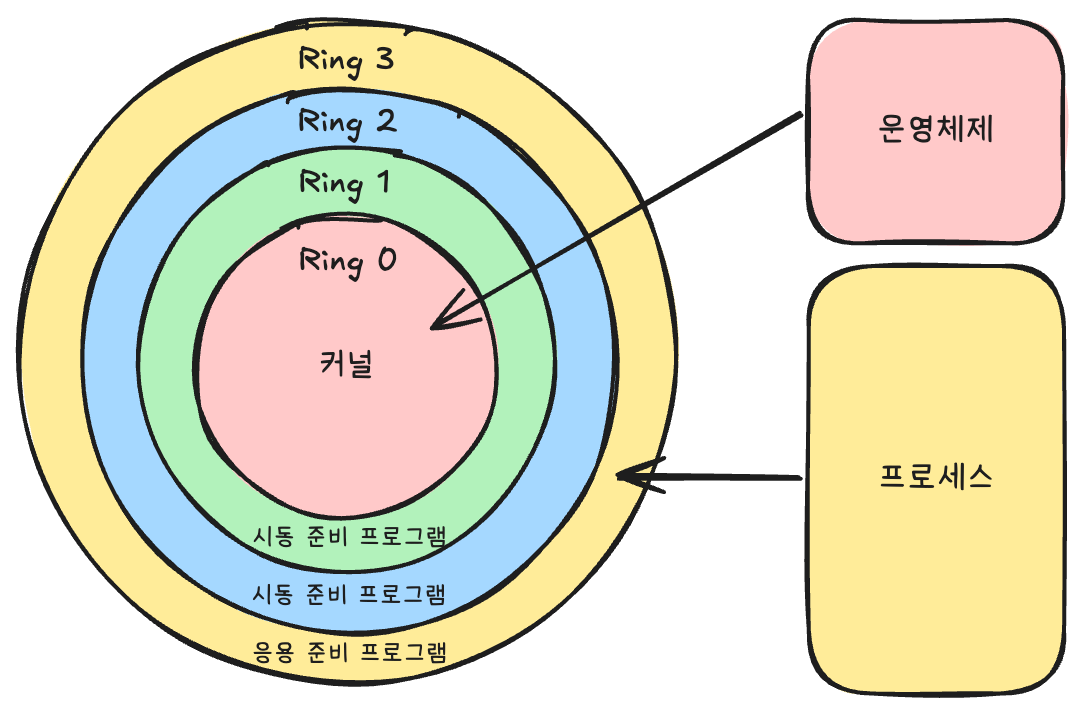 Ring 3
Ring 2
Ring 1
Ring 0
커널
시동 준비 프로그램
시동 준비 프로그램
응용 준비 프로그램
운영체제
프로세스